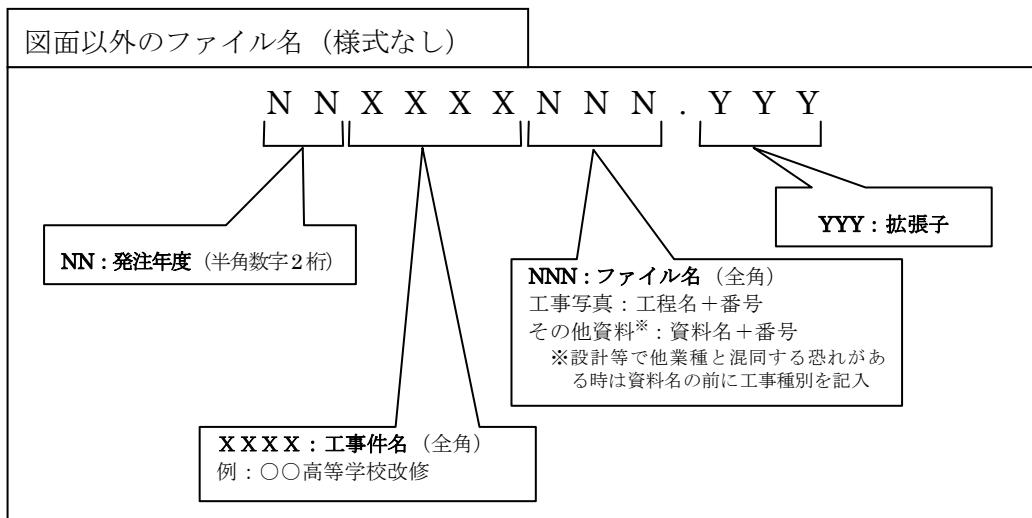 図面以外のファイル名（様式なし）
ＮＮＸＸＸＸＮＮＮ．ＹＹＹ
YYY：拡張子
NN：発注年度（半角数字２桁）
NNN：ファイル名（全角）
工事写真：工程名＋番号
その他資料※：資料名＋番号
※設計等で他業種と混同する恐れがあ
る時は資料名の前に工事種別を記入
ＸＸＸＸ：工事件名（全角）
例：○○高等学校改修